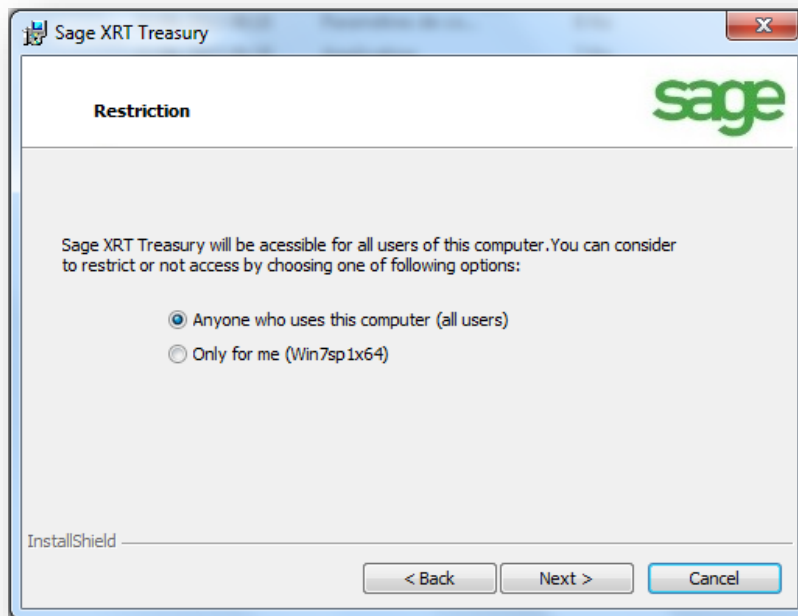 Sage XRT Treasury
Restriction
sage
Sage XRT Treasury will be acessible for all users of this computer.You can consider
to restrict or not access by choosing one of following options:
Anyone who uses this computer (all users)
Only for me (Win7sp1x64)
InstallShield
< Back
Next >
Cancel